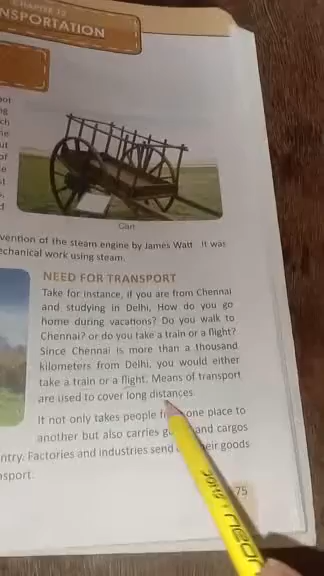 CHAPTER 12
NSPORTATION
Cart
vention of the steam engine by James Watt. It was
echanical work using steam.
NEED FOR TRANSPORT
Take for instance, if you are from Chennai
and studying in Delhi, How do you go
home during vacations? Do you walk to
Chennai? or do you take a train or a flight?
Since Chennai is more than a thousand
kilometers from Delhi, you would either
take a train or a flight. Means of transport
are used to cover long distances.
It not only takes people one place to
another but also carries and cargos
ntry. Factories and industries send their goods
nsport.
75